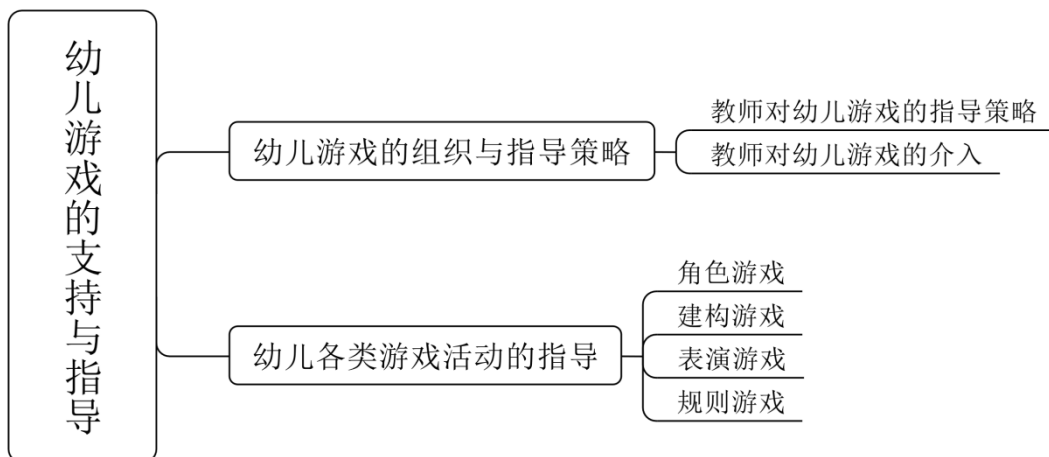 幼儿游戏的支持与指导
幼儿游戏的组织与指导策略
教师对幼儿游戏的指导策略
教师对幼儿游戏的介入
幼儿各类游戏活动的指导
角色游戏
建构游戏
表演游戏
规则游戏